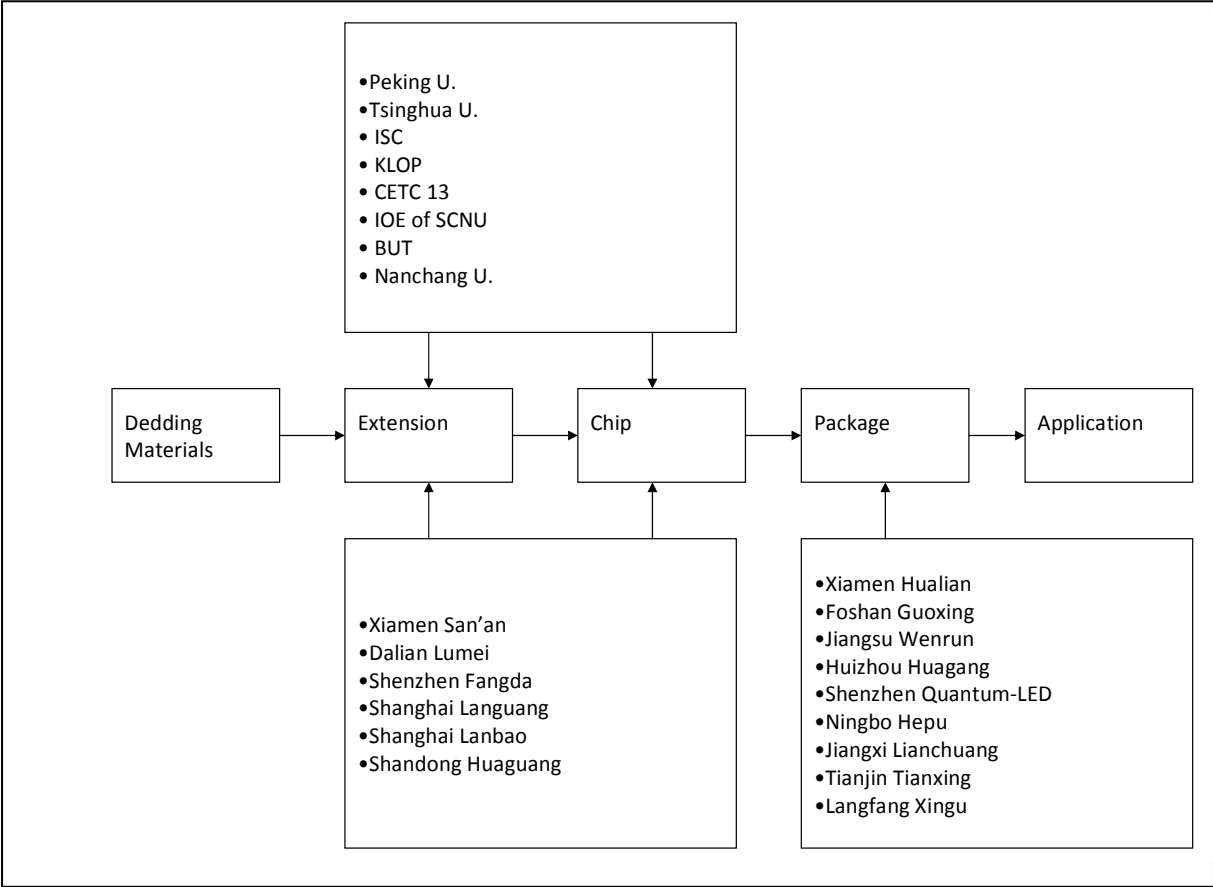 •Peking U.
•Tsinghua U.
• ISC
• KLOP
• CETC 13
• IOE of SCNU
• BUT
• Nanchang U.
Dedding
Materials
Extension
Chip
Package
Application
•Xiamen San’an
•Dalian Lumei
•Shenzhen Fangda
•Shanghai Languang
•Shanghai Lanbao
•Shandong Huaguang
•Xiamen Hualian
•Foshan Guoxing
•Jiangsu Wenrun
•Huizhou Huagang
•Shenzhen Quantum-LED
•Ningbo Hepu
•Jiangxi Lianchuang
•Tianjin Tianxing
•Langfang Xingu